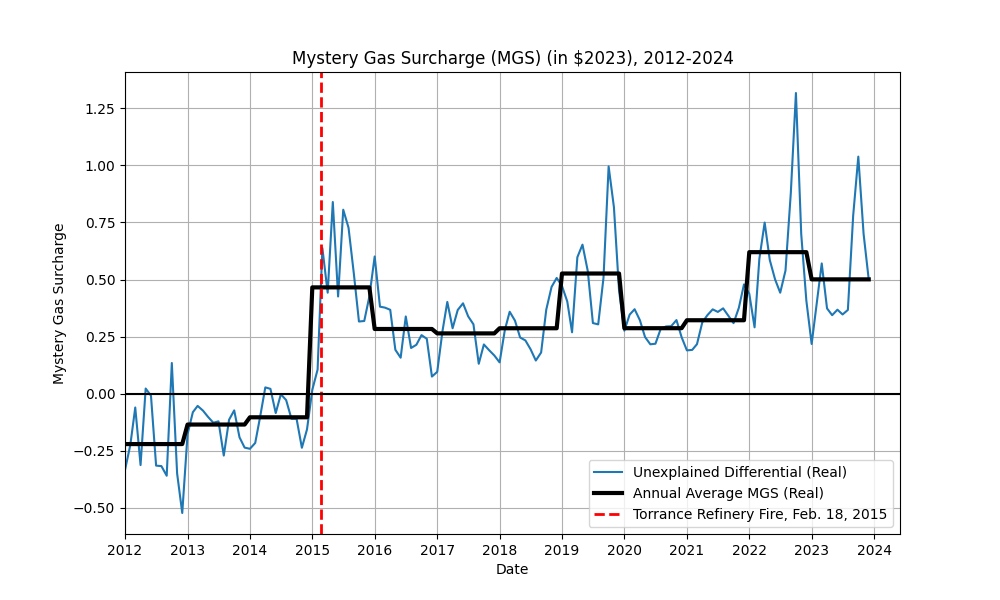 Mystery Gas Surcharge (MGS) (in $2023), 2012-2024
Mystery Gas Surcharge
1.25
1.00
0.75
0.50
0.25
0.00
−0.25
−0.50
Unexplained Differential (Real)
Annual Average MGS (Real)
Torrance Refinery Fire, Feb. 18, 2015
2012 2013 2014 2015 2016 2017 2018 2019 2020 2021 2022 2023 2024
Date